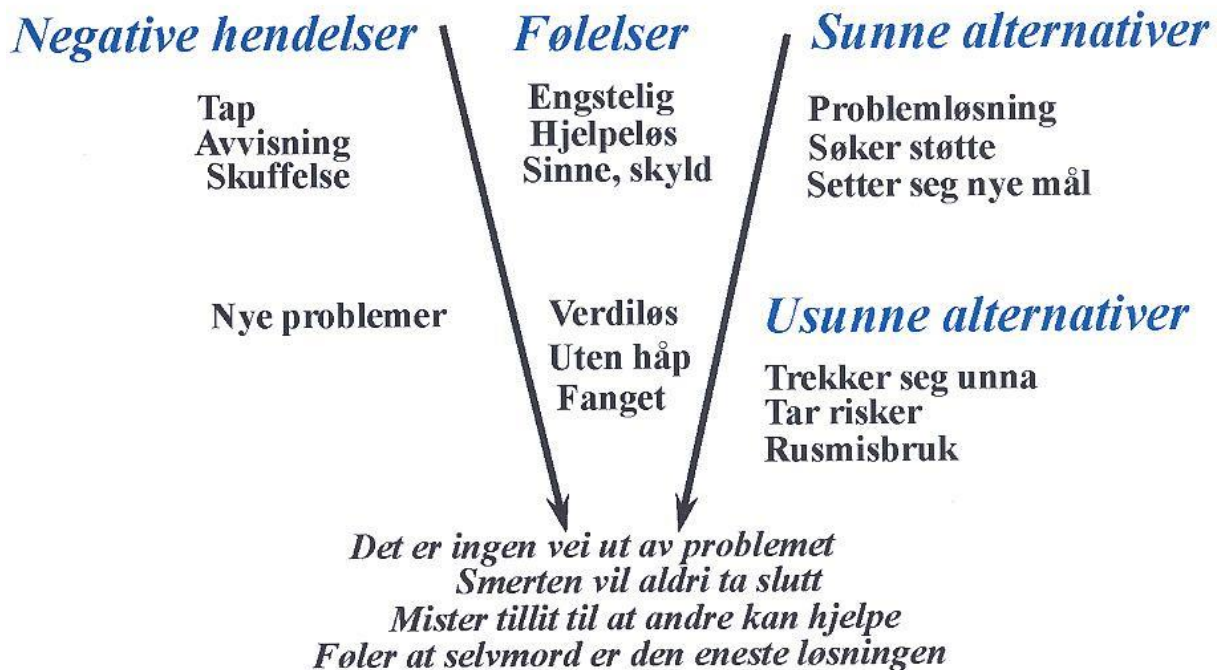 Negative hendelser
Tap
Avvisning
Skuffelse
Nye problemer
Følelser
Engstelig
Hjelpeløs
Sinne, skyld
Verdiløs
Uten håp
Fanget
Sunne alternativer
Problemløsning
Søker støtte
Setter seg nye mål
Usunne alternativer
Trekker seg unna
Tar risker
Rusmisbruk
Det er ingen vei ut av problemet
Smerten vil aldri ta slutt
Mister tillit til at andre kan hjelpe
Føler at selvmord er den eneste løsningen